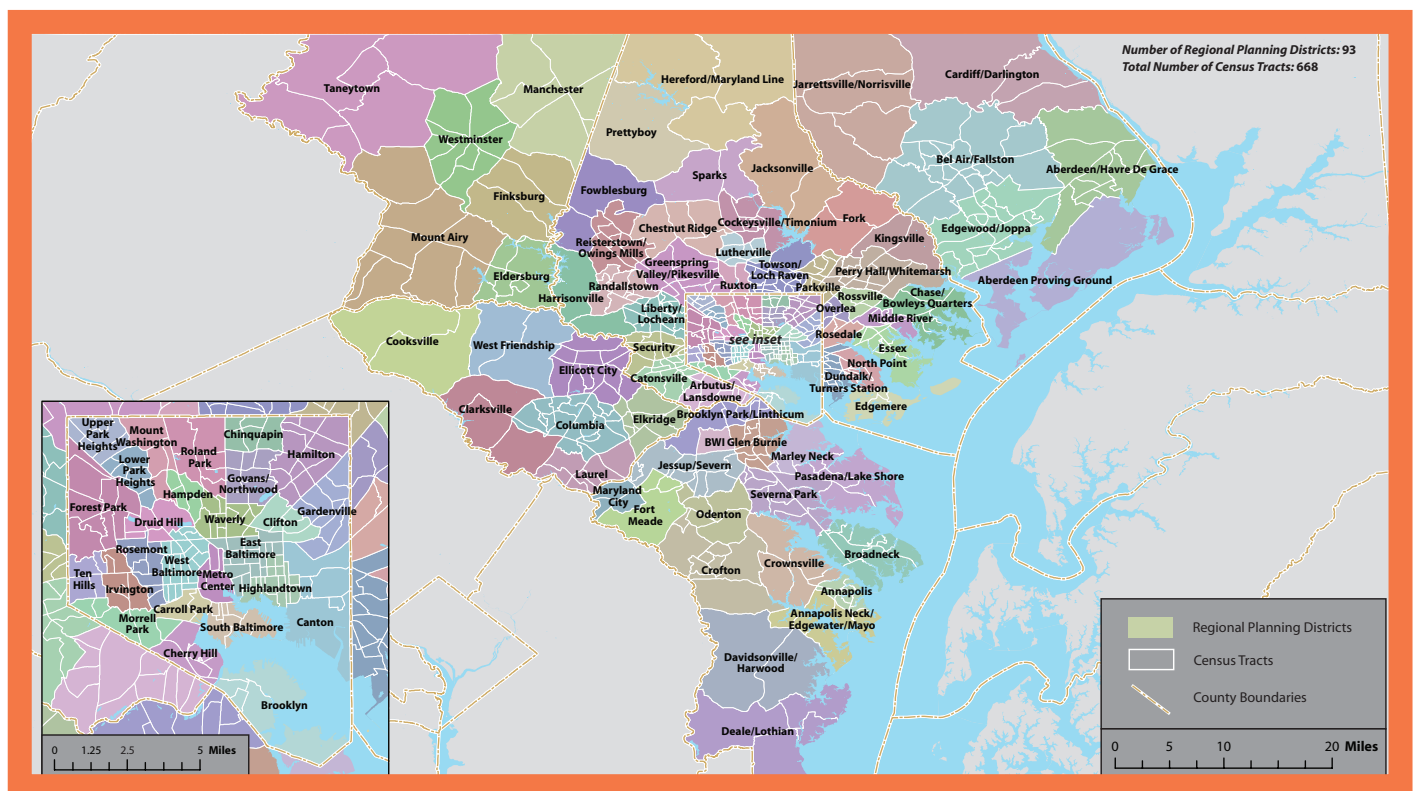 Number of Regional Planning Districts: 93
Total Number of Census Tracts: 668
Taneytown
Manchester
Hereford/Maryland Line
Jarrettsville/Norrisville
Cardiff/Darlington
Westminster
Prettyboy
Bel Air/Fallston
Aberdeen/Havre De Grace
Finksburg
Fowblesburg
Sparks
Jacksonville
Mount Airy
Chestnut Ridge
Cockeysville/Timonium
Fork
Kingsville
Edgewood/Joppa
Reisterstown/
Owings Mills
Lutherville
Greenspring
Valley/Pikesville
Towson/
Loch Raven
Perry Hall/Whitemarsh
Aberdeen Proving Ground
Eldersburg
Harrisonville
Randallstown
Ruxton
Parkville
Rossville
Chase/
Bowleys Quarters
Overlea
Middle River
Liberty/
Lochearn
Cooksville
West Friendship
Security
see inset
Rosedale
Essex
North Point
Ellicott City
Catonsville
Arbutus/
Lansdowne
Dundalk/
Turners Station
Edgemere
Clarksville
Columbia
Elkridge
Brooklyn Park/Linthicum
BWI
Glen Burnie
Marley Neck
Jessup/Severn
Pasadena/Lake Shore
Laurel
Maryland
City
Fort
Meade
Severna Park
Odenton
Broadneck
Crofton
Crownsville
Annapolis
Annapolis Neck/
Edgewater/Mayo
Davidsonville/
Harwood
Deale/Lothian
Upper
Park
Heights
Mount
Washington
Chinquapin
Roland
Park
Hamilton
Lower
Park
Heights
Govans/
Northwood
Hampden
Forest Park
Druid Hill
Waverly
Clifton
Gardenville
Rosemont
East
Baltimore
West
Baltimore
Ten
Hills
Irvington
Metro
Center
Highlandtown
Carroll Park
Morrell
Park
South Baltimore
Canton
Cherry Hill
Brooklyn
0 1.25 2.5 5 Miles
Regional Planning Districts
Census Tracts
County Boundaries
0 5 10 20 Miles